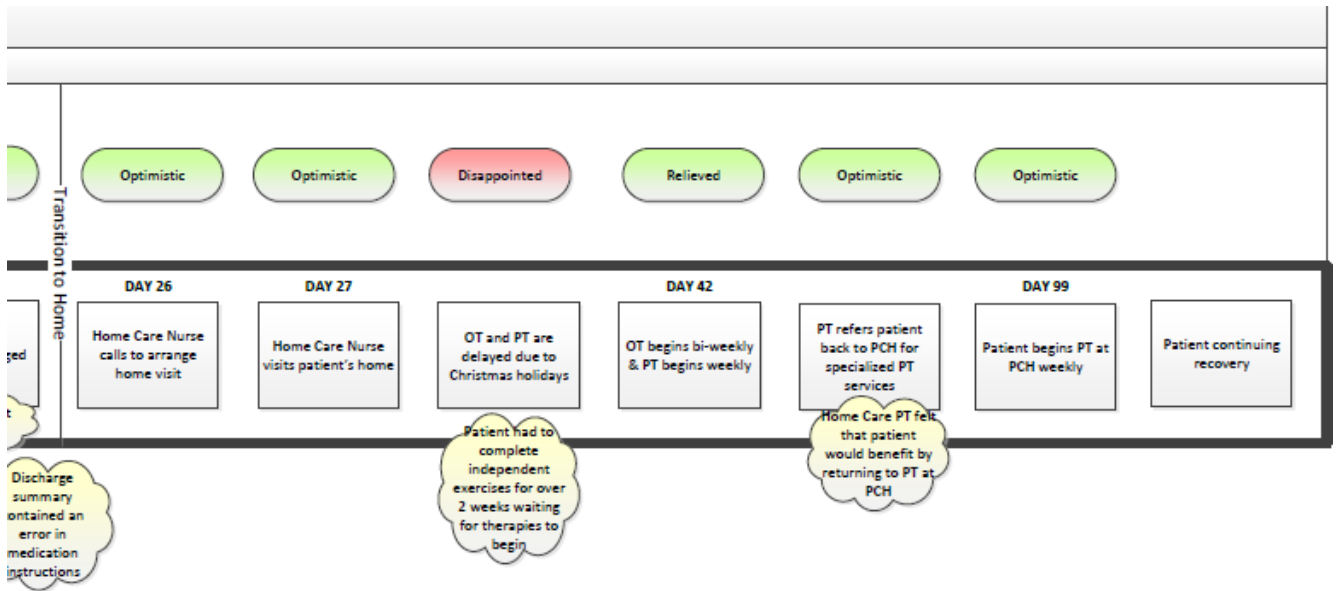 Optimistic
Optimistic
Disappointed
Relieved
Optimistic
Optimistic
Transition to Home
DAY 26
DAY 27
DAY 42
DAY 99
ged
Home Care Nurse
calls to arrange
home visit
Home Care Nurse
visits patient's home
OT and PT are
delayed due to
Christmas holidays
OT begins bi-weekly
& PT begins weekly
PT refers patient
back to PCH for
specialized PT
services
Patient begins PT at
PCH weekly
Patient continuing
recovery
t
Discharge
summary
ontained an
error in
medication
instructions
Patient had to
complete
independent
exercises for over
2 weeks waiting
for therapies to
begin
Home Care PT felt
that patient
would benefit by
returning to PT at
PCH